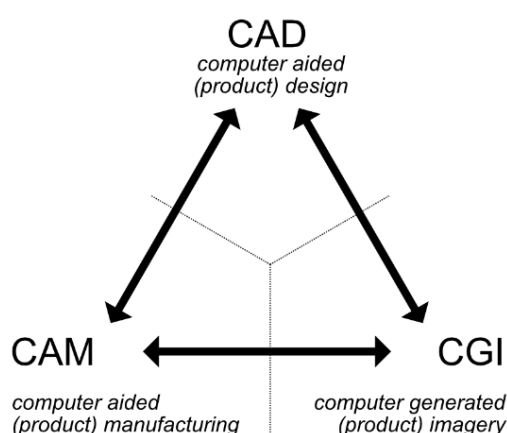 CAD
computer aided
(product) design
CAM
CGI
computer aided
(product) manufacturing
computer generated
(product) imagery